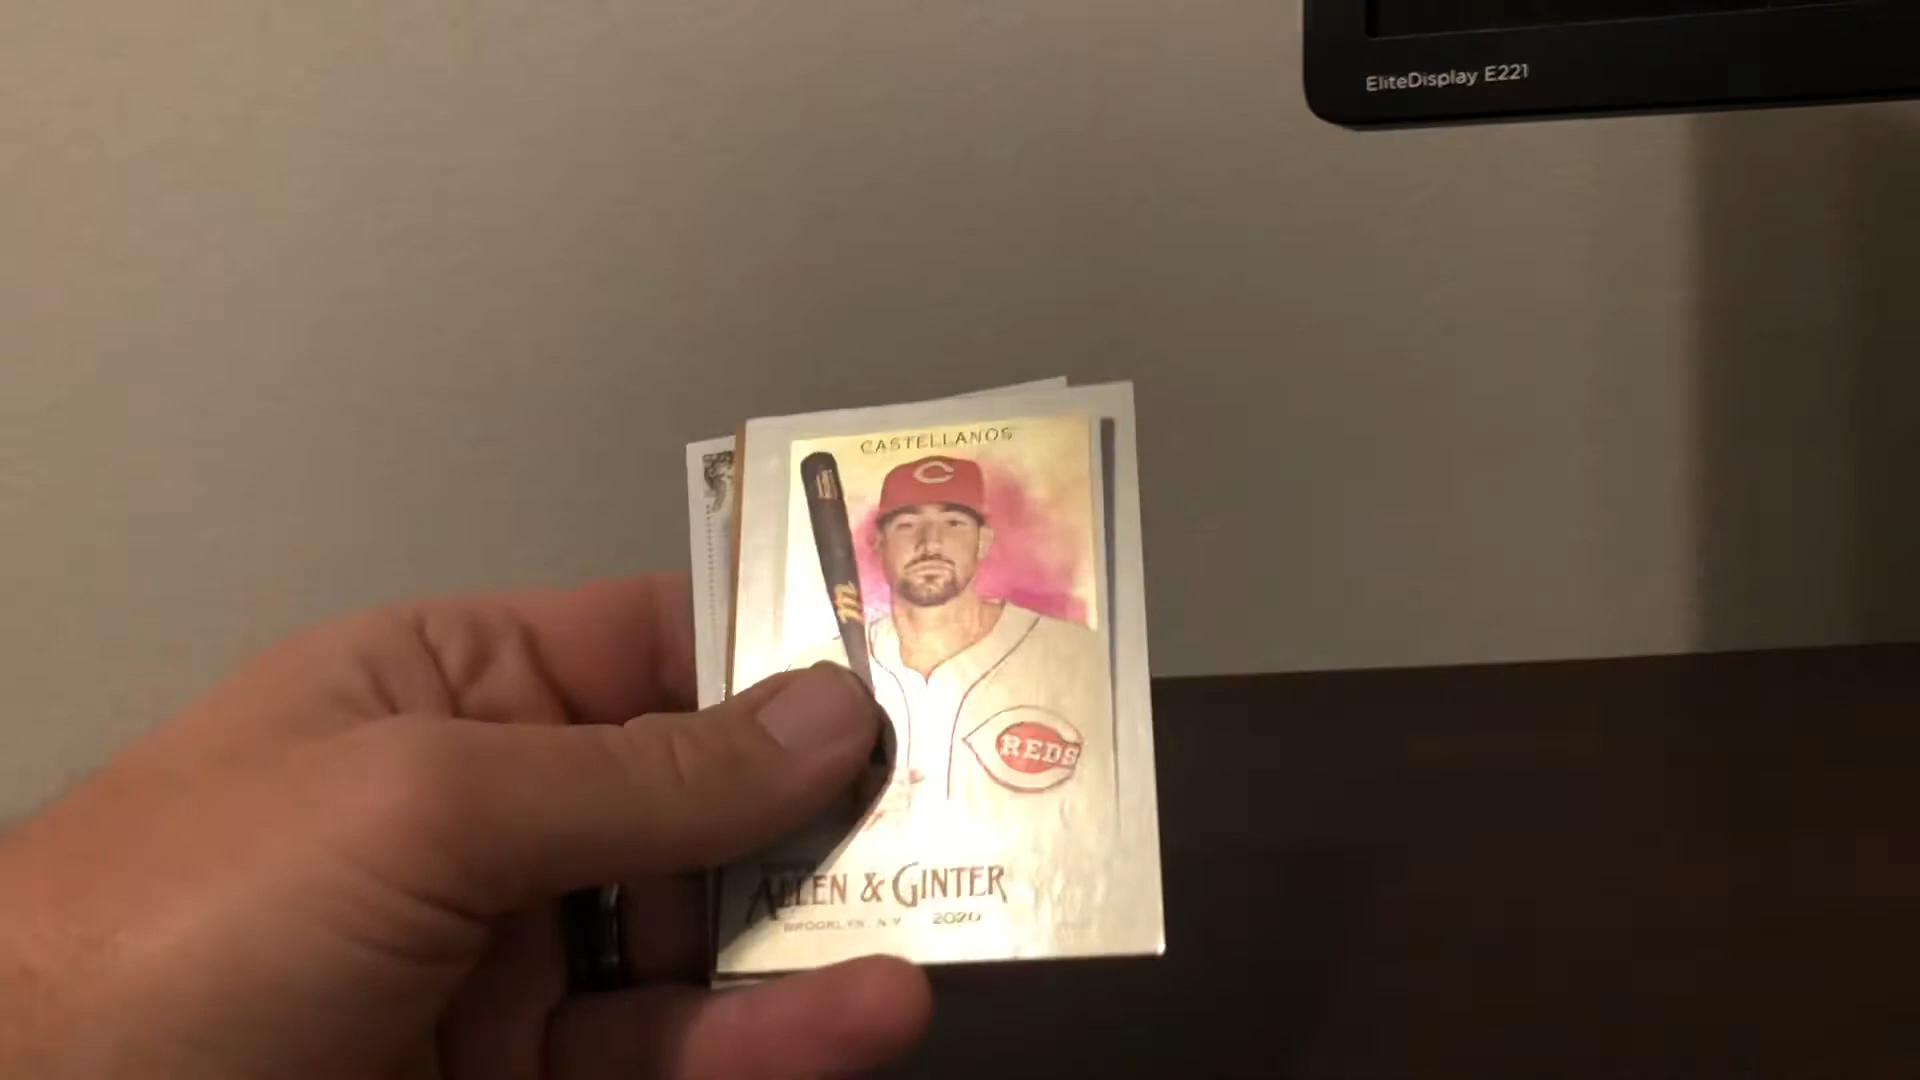 EliteDisplay E221
CASTELLANOS
C
m
REDS
ALLEN & GINTER
BROOKLYN, N.Y. 2020